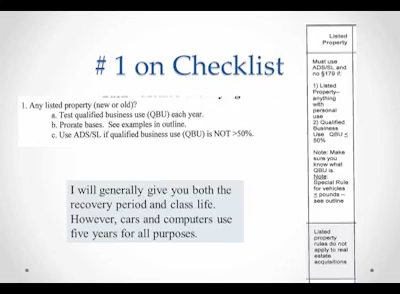 # 1 on Checklist
1. Any listed property (new or old)?
a. Test qualified business use (QBU) each year.
b. Prorate bases. See examples in outline.
c. Use ADS/SL if qualified business use (QBU) is NOT >50%.
I will generally give you both the
recovery period and class life.
However, cars and computers use
five years for all purposes.
Listed
Property
Must use
ADS/SL and
no §179 if:
1) Listed
Property--
anything
with
personal
use
2) Qualified
Business
Use QBU ≤
50%
Note: Make
sure you
know what
QBU is.
Note:
Special Rule
for vehicles
≤ pounds --
see outline
Listed
property
rules do not
apply to real
estate
acquisitions